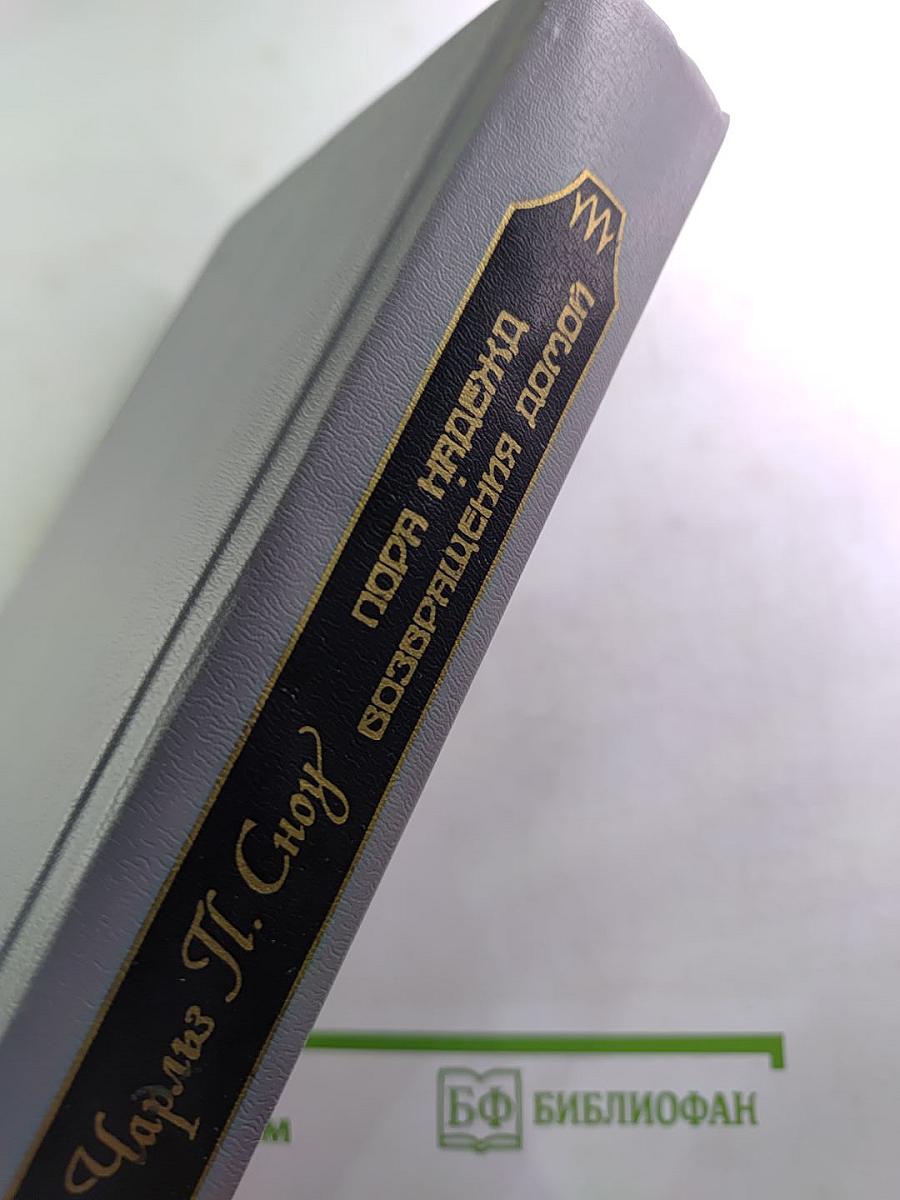 Чарльз П. Сноу
ПОРА НАДЕЖД
ВОЗВРАЩЕНИЯ ДОМОЙ
БФ БИБЛИОФАН